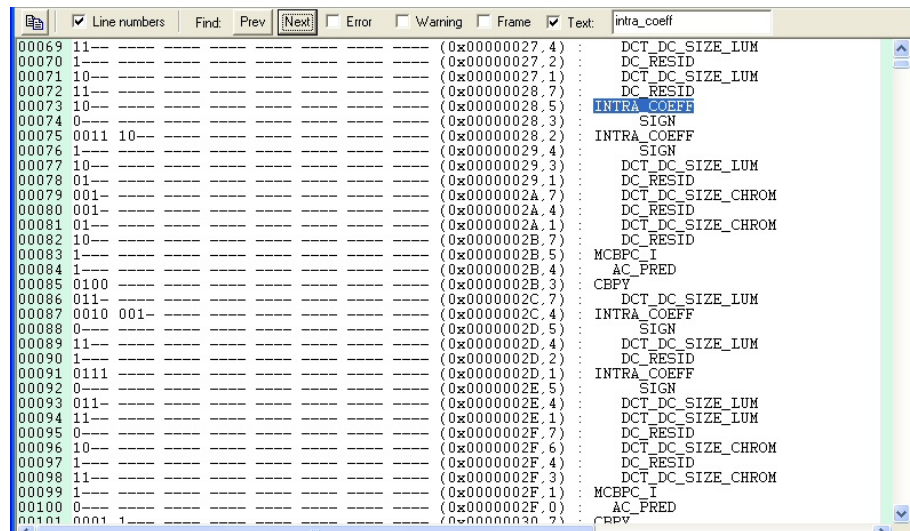 Line numbers Find: Prev Next Error Warning Frame Text: intra_coeff
00069 11-- ---- ---- ---- ---- ---- ---- ---- (0x00000027,4) : DCT_DC_SIZE_LUM
00070 1--- ---- ---- ---- ---- ---- ---- ---- (0x00000027,2) : DC_RESID
00071 10-- ---- ---- ---- ---- ---- ---- ---- (0x00000027,1) : DCT_DC_SIZE_LUM
00072 11-- ---- ---- ---- ---- ---- ---- ---- (0x00000028,7) : DC_RESID
00073 10-- ---- ---- ---- ---- ---- ---- ---- (0x00000028,5) : INTRA_COEFF
00074 0--- ---- ---- ---- ---- ---- ---- ---- (0x00000028,3) : SIGN
00075 0011 10-- ---- ---- ---- ---- ---- ---- (0x00000028,2) : INTRA_COEFF
00076 1--- ---- ---- ---- ---- ---- ---- ---- (0x00000029,4) : SIGN
00077 10-- ---- ---- ---- ---- ---- ---- ---- (0x00000029,3) : DCT_DC_SIZE_LUM
00078 01-- ---- ---- ---- ---- ---- ---- ---- (0x00000029,1) : DC_RESID
00079 001- ---- ---- ---- ---- ---- ---- ---- (0x0000002A,7) : DCT_DC_SIZE_CHROM
00080 001- ---- ---- ---- ---- ---- ---- ---- (0x0000002A,4) : DC_RESID
00081 01-- ---- ---- ---- ---- ---- ---- ---- (0x0000002A,1) : DCT_DC_SIZE_CHROM
00082 10-- ---- ---- ---- ---- ---- ---- ---- (0x0000002B,7) : DC_RESID
00083 1--- ---- ---- ---- ---- ---- ---- ---- (0x0000002B,5) : MCBPC_I
00084 1--- ---- ---- ---- ---- ---- ---- ---- (0x0000002B,4) : AC_PRED
00085 0100 ---- ---- ---- ---- ---- ---- ---- (0x0000002B,3) : CBPY
00086 011- ---- ---- ---- ---- ---- ---- ---- (0x0000002C,7) : DCT_DC_SIZE_LUM
00087 0010 001- ---- ---- ---- ---- ---- ---- (0x0000002C,4) : INTRA_COEFF
00088 0--- ---- ---- ---- ---- ---- ---- ---- (0x0000002D,5) : SIGN
00089 11-- ---- ---- ---- ---- ---- ---- ---- (0x0000002D,4) : DCT_DC_SIZE_LUM
00090 1--- ---- ---- ---- ---- ---- ---- ---- (0x0000002D,2) : DC_RESID
00091 0111 ---- ---- ---- ---- ---- ---- ---- (0x0000002D,1) : INTRA_COEFF
00092 0--- ---- ---- ---- ---- ---- ---- ---- (0x0000002E,5) : SIGN
00093 011- ---- ---- ---- ---- ---- ---- ---- (0x0000002E,4) : DCT_DC_SIZE_LUM
00094 11-- ---- ---- ---- ---- ---- ---- ---- (0x0000002E,1) : DCT_DC_SIZE_LUM
00095 0--- ---- ---- ---- ---- ---- ---- ---- (0x0000002F,7) : DC_RESID
00096 10-- ---- ---- ---- ---- ---- ---- ---- (0x0000002F,6) : DCT_DC_SIZE_CHROM
00097 1--- ---- ---- ---- ---- ---- ---- ---- (0x0000002F,4) : DC_RESID
00098 11-- ---- ---- ---- ---- ---- ---- ---- (0x0000002F,3) : DCT_DC_SIZE_CHROM
00099 1--- ---- ---- ---- ---- ---- ---- ---- (0x0000002F,1) : MCBPC_I
00100 0--- ---- ---- ---- ---- ---- ---- ---- (0x0000002F,0) : AC_PRED
00101 0001 1--- ---- ---- ---- ---- ---- ---- (0x00000030,7) : CBPY